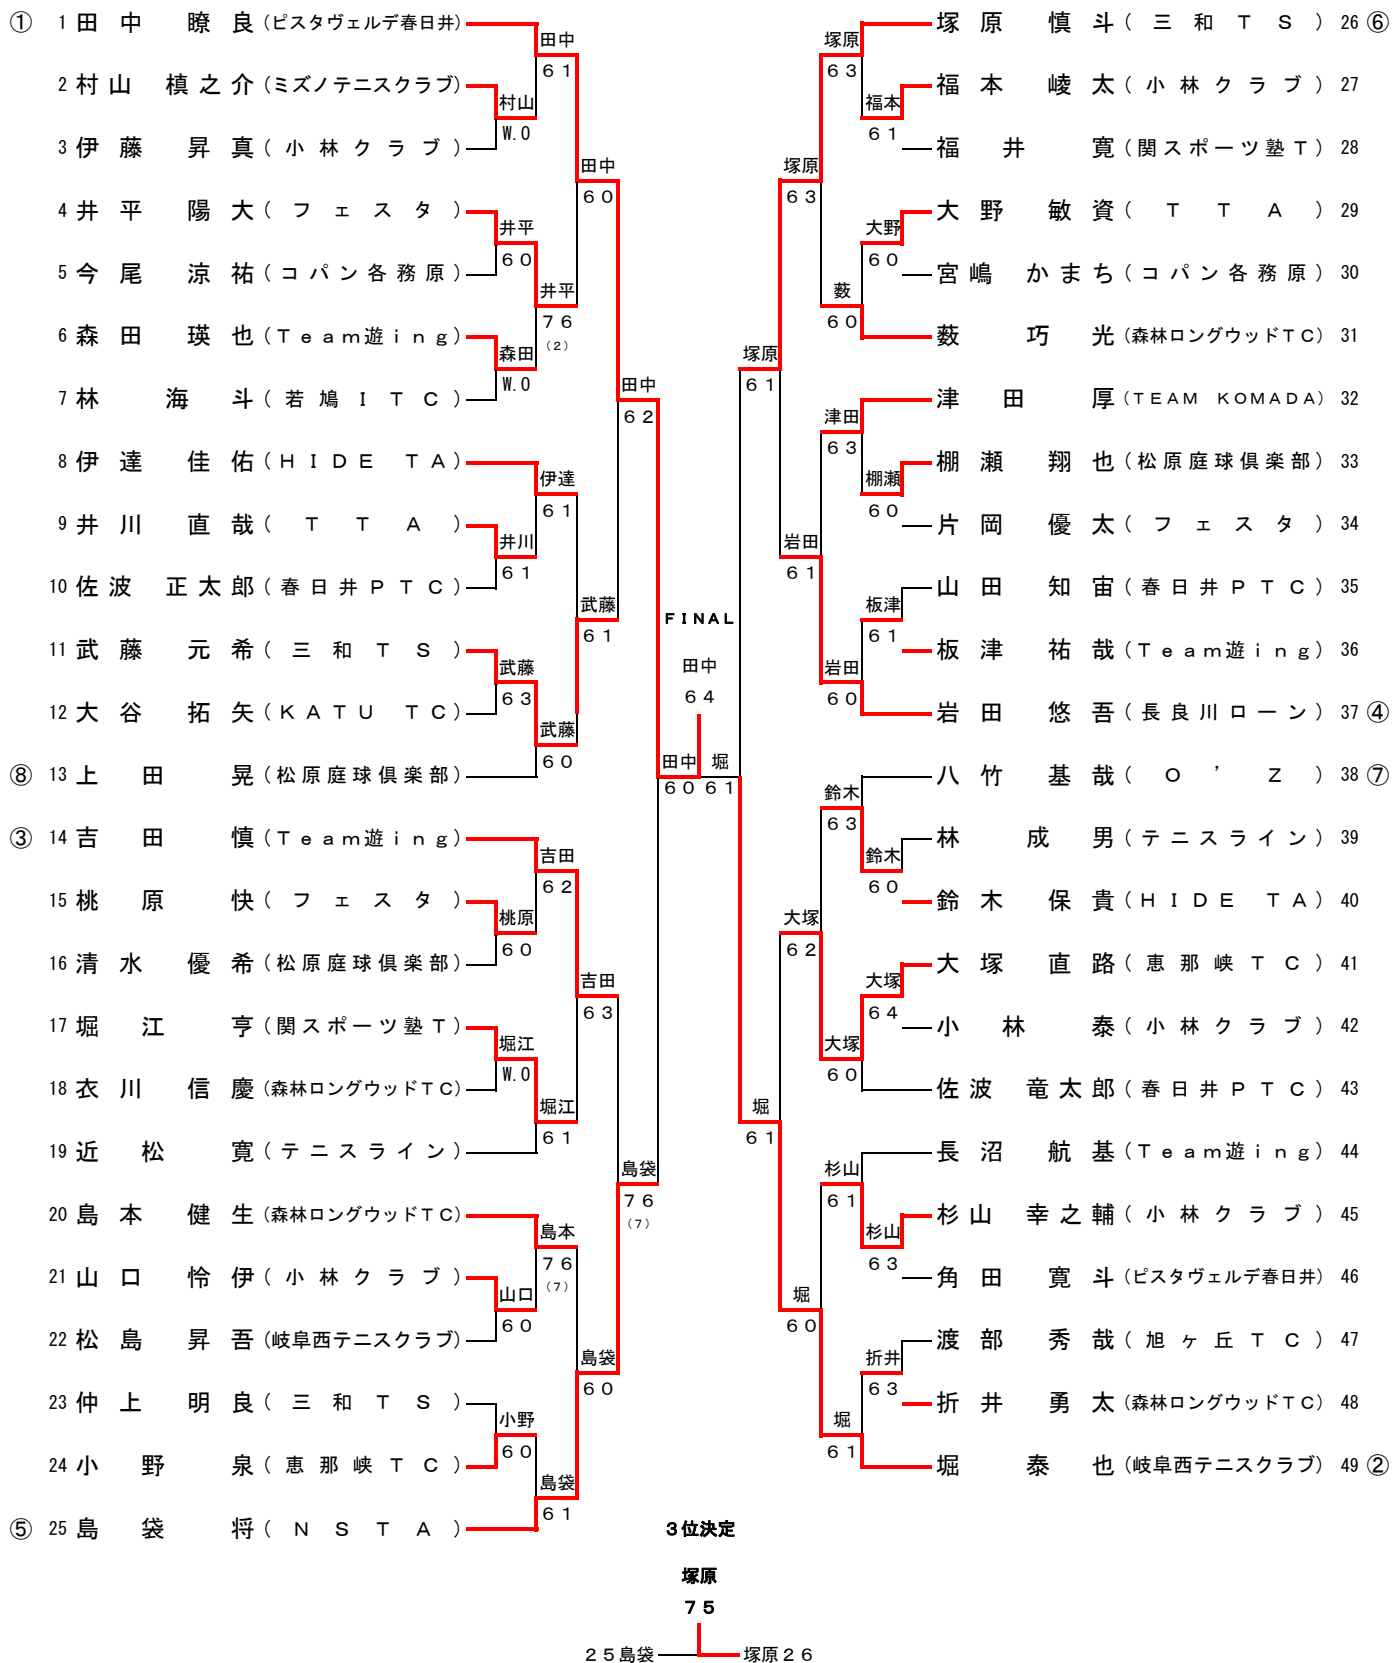 ① 1 田中 瞭良 (ピスタヴェルデ春日井)
2 村山 槙之介 (ミズノテニスクラブ)
3 伊藤 昇真 (小林クラブ)
4 井平 陽大 (フェスタ)
5 今尾 涼祐 (コパン各務原)
6 森田 瑛也 (Team遊ing)
7 林 海斗 (若鳩ITC)
8 伊達 佳佑 (HIDE TA)
9 井川 直哉 (TTA)
10 佐波 正太郎 (春日井PTC)
11 武藤 元希 (三和TS)
12 大谷 拓矢 (KATU TC)
⑧ 13 上田 晃 (松原庭球倶楽部)
③ 14 吉田 慎 (Team遊ing)
15 桃原 快 (フェスタ)
16 清水 優希 (松原庭球倶楽部)
17 堀江 亨 (関スポーツ塾T)
18 衣川 信慶 (森林ロングウッドTC)
19 近松 寛 (テニスライン)
20 島本 健生 (森林ロングウッドTC)
21 山口 怜伊 (小林クラブ)
22 松島 昇吾 (岐阜西テニスクラブ)
23 仲上 明良 (三和TS)
24 小野 泉 (恵那峡TC)
⑤ 25 島袋 将 (NSTA)
村山
W.0
井平
60
森田
W.0
井川
61
武藤
63
桃原
60
堀江
W.0
山口
60
小野
60
田中
61
井平
76
(2)
伊達
61
武藤
60
吉田
62
堀江
61
島本
76
(7)
島袋
61
田中
60
武藤
61
吉田
63
島袋
60
田中
62
島袋
76
(7)
田中
60
FINAL
田中
64
堀
61
塚原
61
堀
61
塚原
63
岩田
61
大塚
62
堀
60
塚原
63
薮
60
津田
63
岩田
60
鈴木
63
大塚
60
杉山
61
堀
61
福本
61
大野
60
棚瀬
60
板津
61
鈴木
60
大塚
64
杉山
63
折井
63
塚原 慎斗 (三和TS) 26 ⑥
福本 崚太 (小林クラブ) 27
福井 寛 (関スポーツ塾T) 28
大野 敏資 (TTA) 29
宮嶋 かまち (コパン各務原) 30
薮 巧光 (森林ロングウッドTC) 31
津田 厚 (TEAM KOMADA) 32
棚瀬 翔也 (松原庭球倶楽部) 33
片岡 優太 (フェスタ) 34
山田 知宙 (春日井PTC) 35
板津 祐哉 (Team遊ing) 36
岩田 悠吾 (長良川ローン) 37 ④
八竹 基哉 (O'Z) 38 ⑦
林 成男 (テニスライン) 39
鈴木 保貴 (HIDE TA) 40
大塚 直路 (恵那峡TC) 41
小林 泰 (小林クラブ) 42
佐波 竜太郎 (春日井PTC) 43
長沼 航基 (Team遊ing) 44
杉山 幸之輔 (小林クラブ) 45
角田 寛斗 (ピスタヴェルデ春日井) 46
渡部 秀哉 (旭ヶ丘TC) 47
折井 勇太 (森林ロングウッドTC) 48
堀 泰也 (岐阜西テニスクラブ) 49 ②
3位決定
塚原
75
25島袋
塚原26